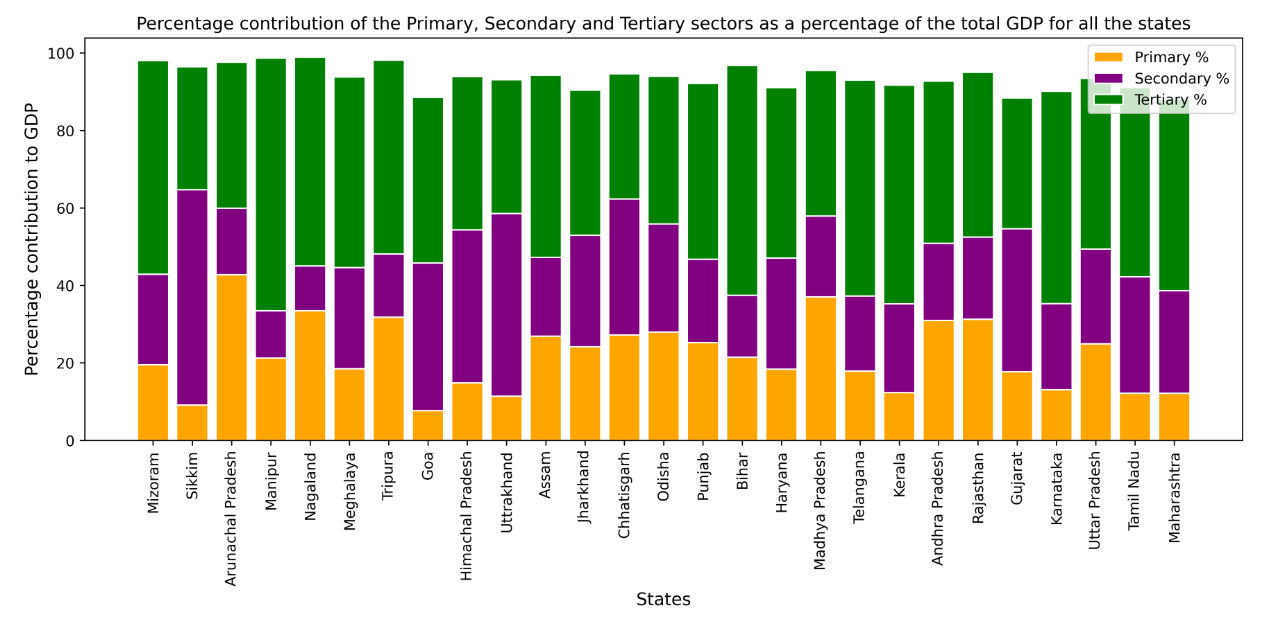 Percentage contribution of the Primary, Secondary and Tertiary sectors as a percentage of the total GDP for all the states
Percentage contribution to GDP
100
80
60
40
20
0
Primary %
Secondary %
Tertiary %
Mizoram
Sikkim
Arunachal Pradesh
Manipur
Nagaland
Meghalaya
Tripura
Goa
Himachal Pradesh
Uttrakhand
Assam
Jharkhand
Chhatisgarh
Odisha
Punjab
Bihar
Haryana
Madhya Pradesh
Telangana
Kerala
Andhra Pradesh
Rajasthan
Gujarat
Karnataka
Uttar Pradesh
Tamil Nadu
Maharashtra
States